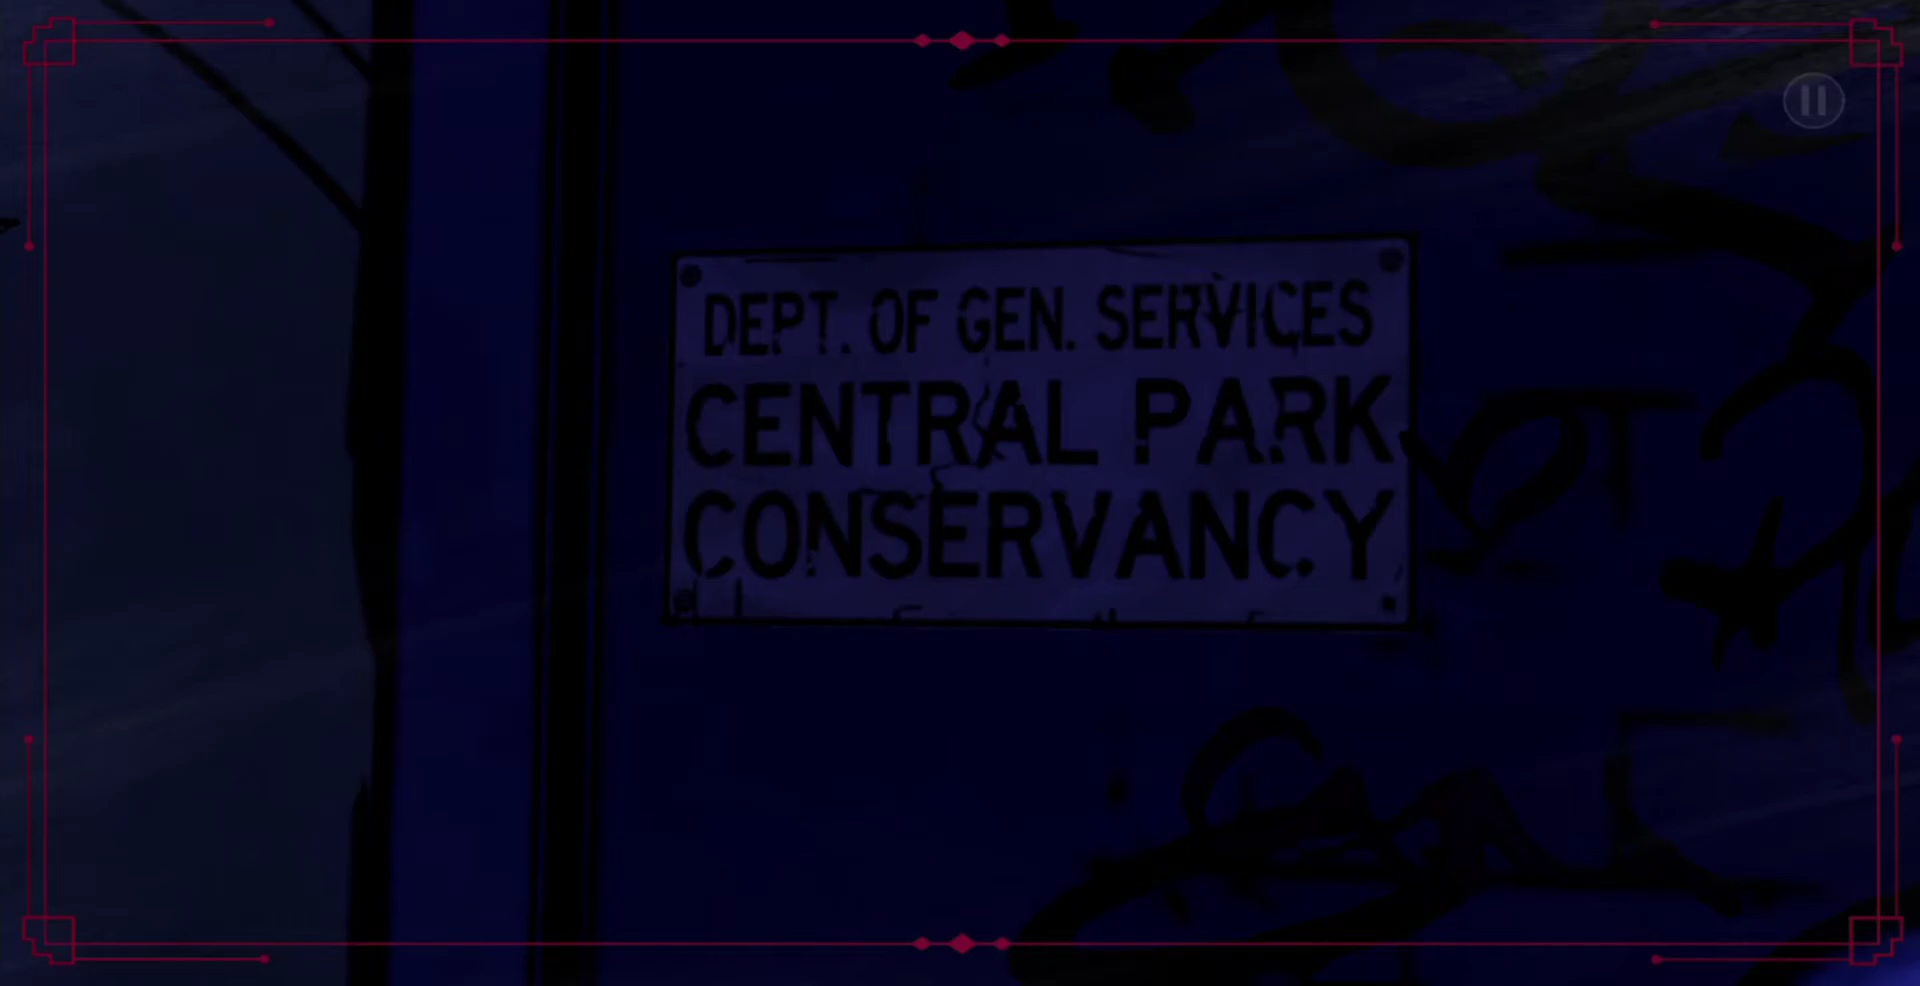 DEPT. OF GEN. SERVICES
CENTRAL PARK
CONSERVANCY